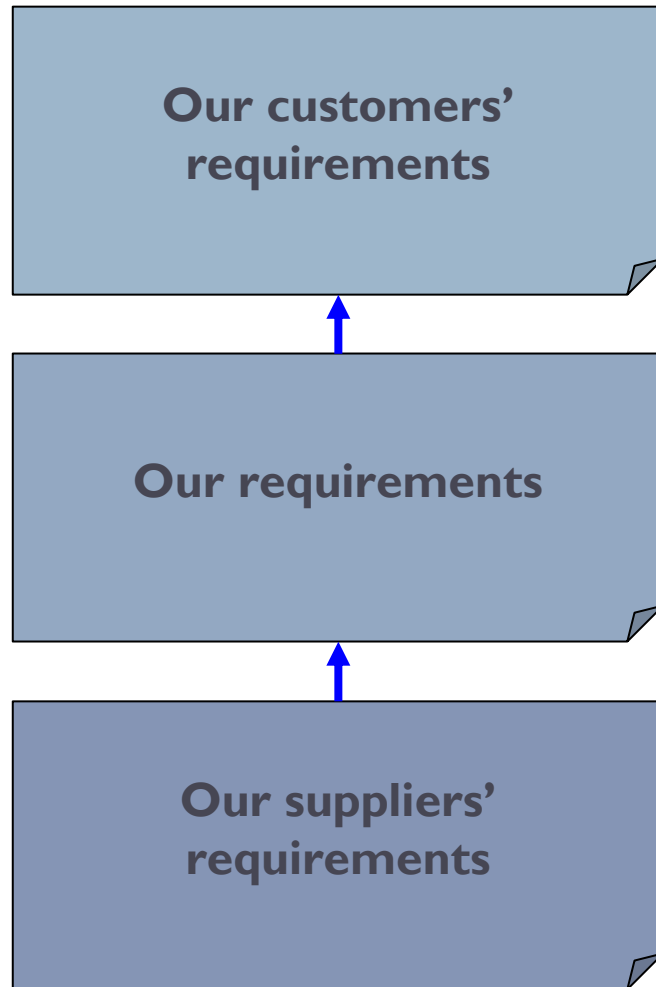 Our customers’
requirements
Our requirements
Our suppliers’
requirements